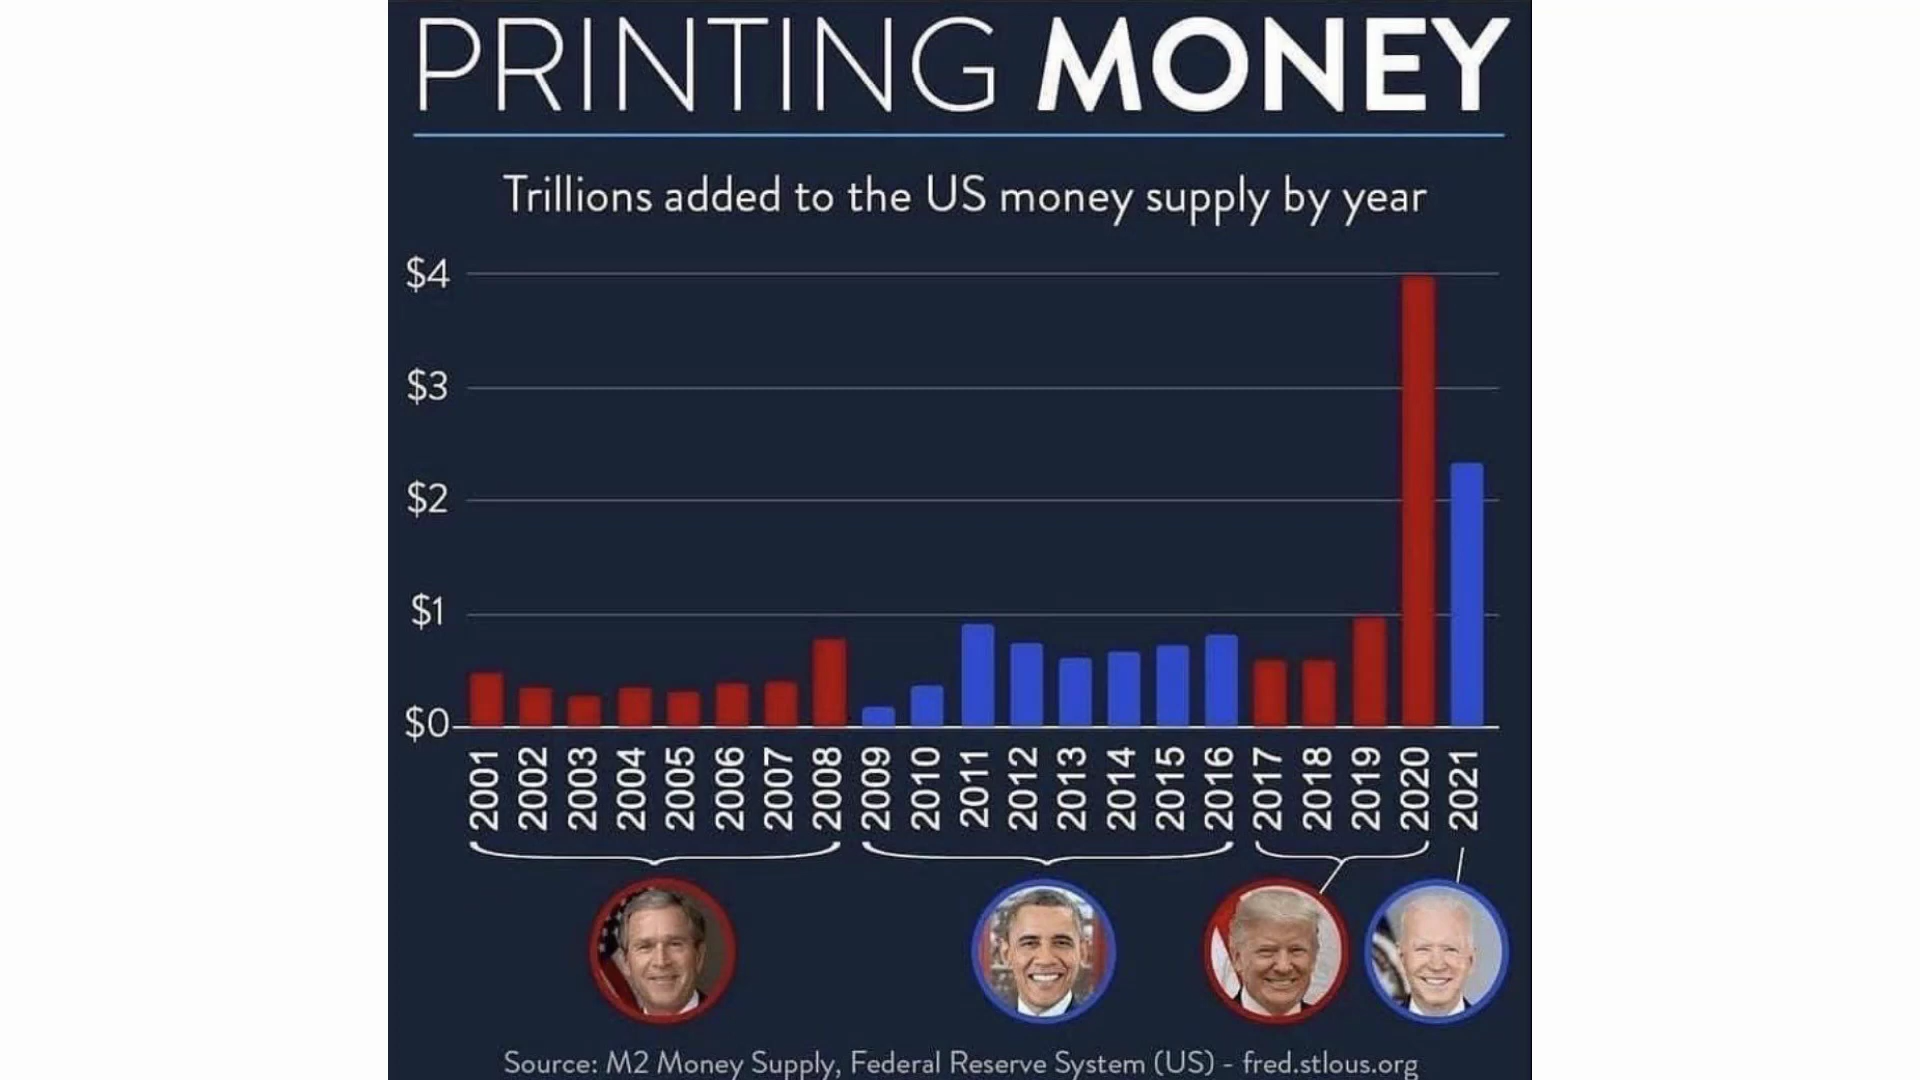 PRINTING MONEY
Trillions added to the US money supply by year
$4
$3
$2
$1
$0
2001 2002 2003 2004 2005 2006 2007 2008 2009 2010 2011 2012 2013 2014 2015 2016 2017 2018 2019 2020 2021
Source: M2 Money Supply, Federal Reserve System (US) - fred.stlous.org